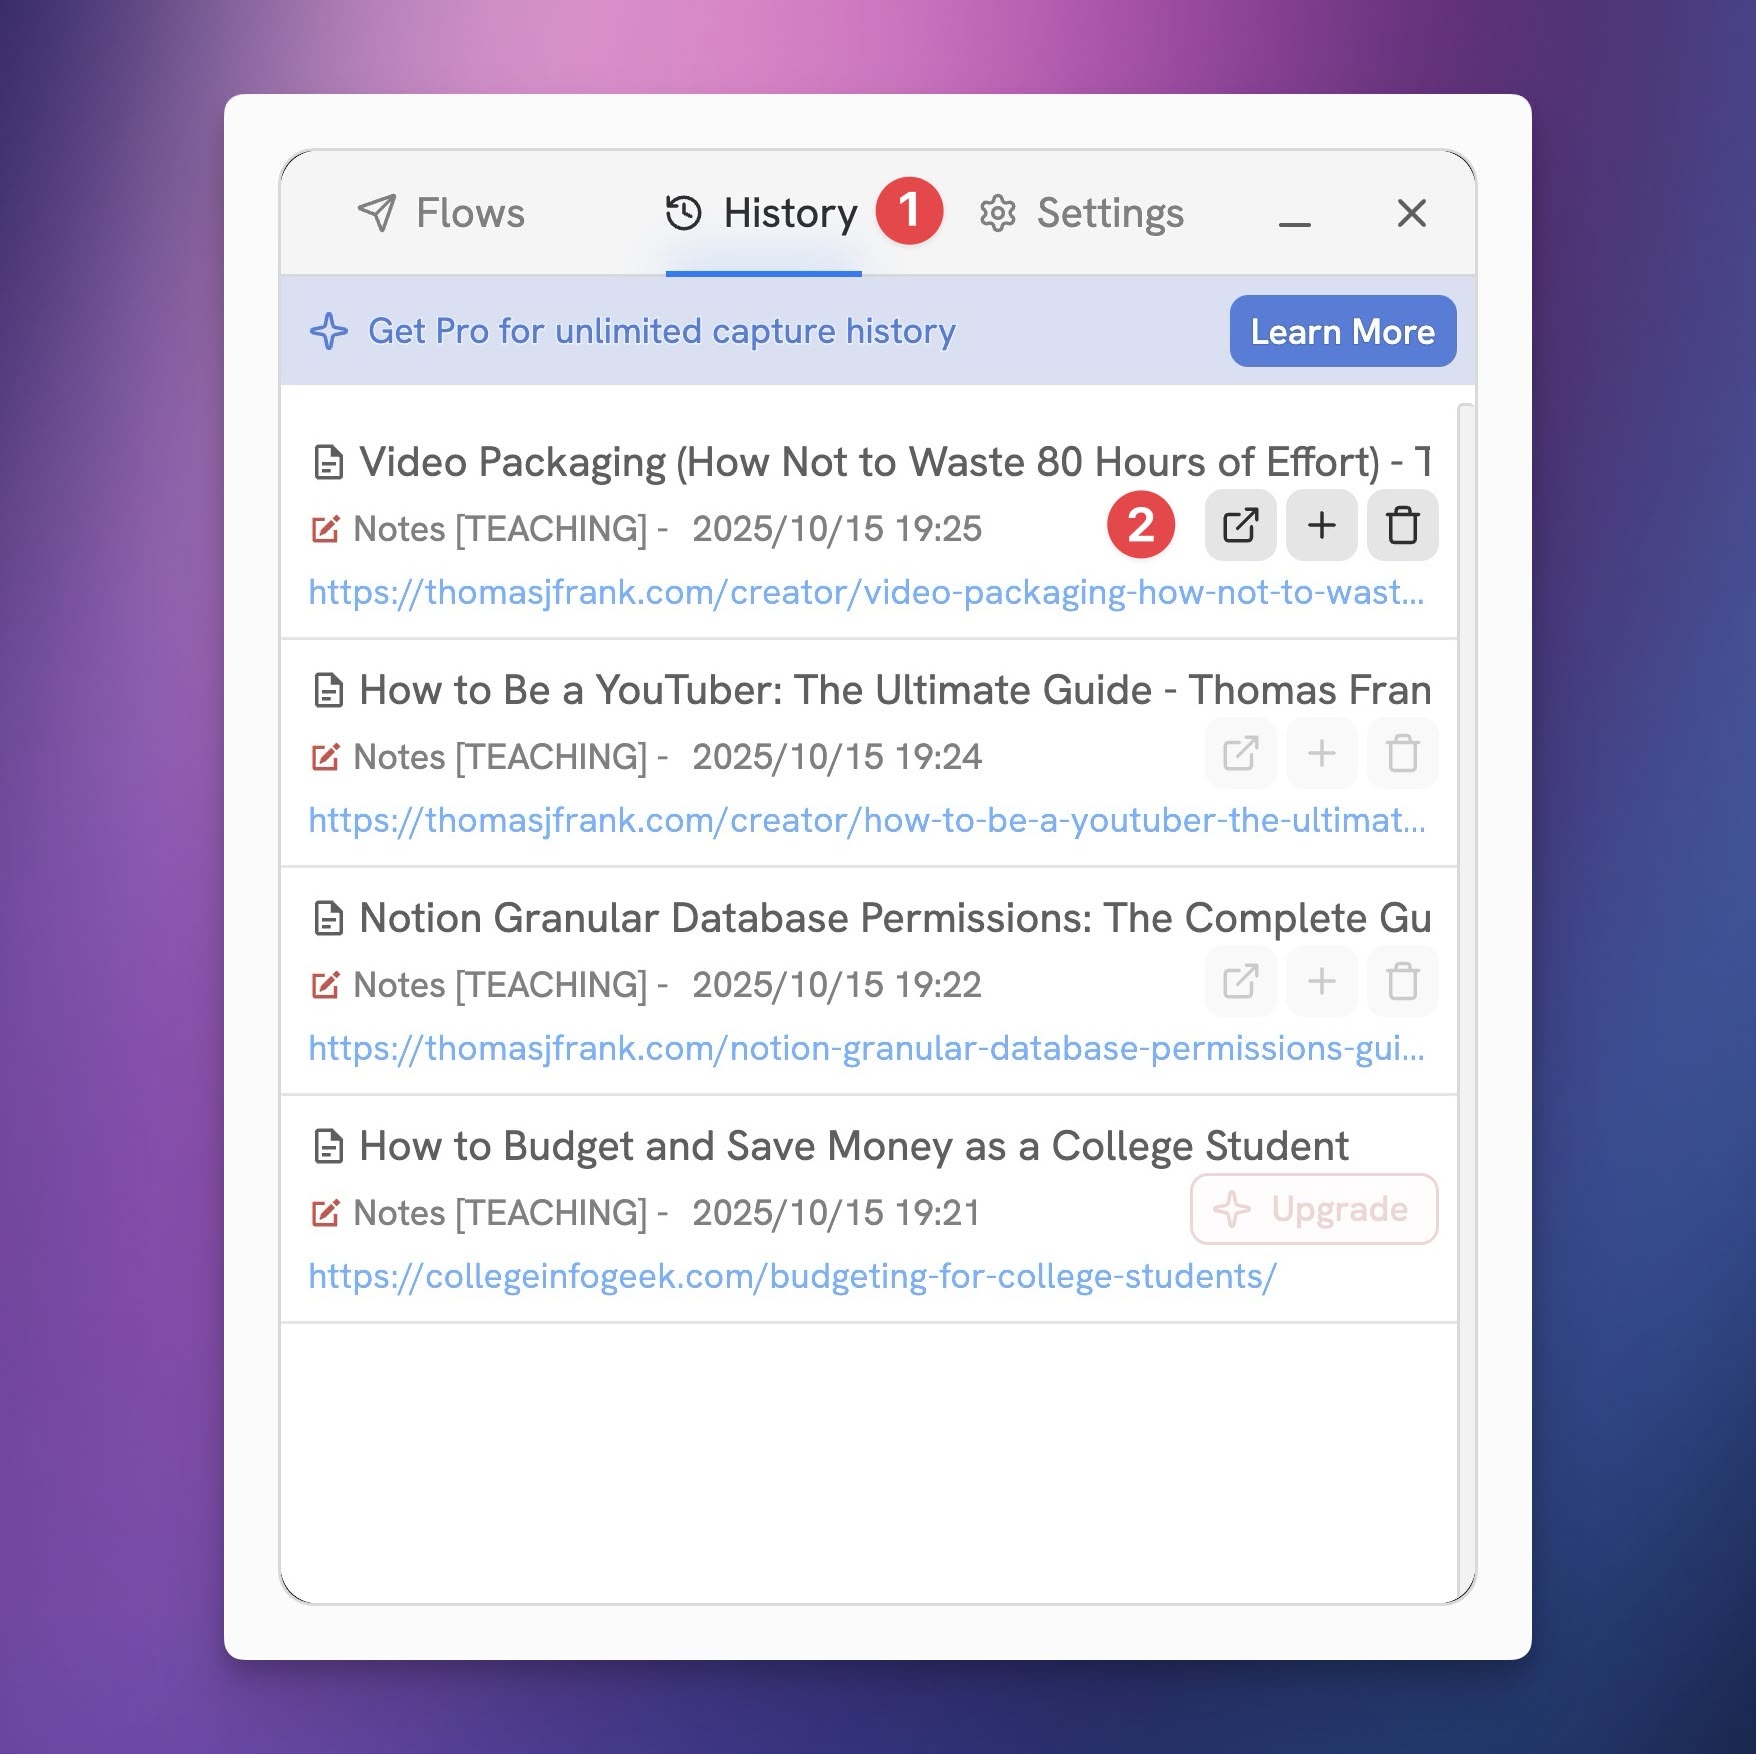 Flows History 1 Settings
Get Pro for unlimited capture history Learn More
Video Packaging (How Not to Waste 80 Hours of Effort) - T
Notes [TEACHING] - 2025/10/15 19:25 2
https://thomasjfrank.com/creator/video-packaging-how-not-to-wast...
How to Be a YouTuber: The Ultimate Guide - Thomas Fran
Notes [TEACHING] - 2025/10/15 19:24
https://thomasjfrank.com/creator/how-to-be-a-youtuber-the-ultimat...
Notion Granular Database Permissions: The Complete Gu
Notes [TEACHING] - 2025/10/15 19:22
https://thomasjfrank.com/notion-granular-database-permissions-gui...
How to Budget and Save Money as a College Student
Notes [TEACHING] - 2025/10/15 19:21 Upgrade
https://collegeinfogeek.com/budgeting-for-college-students/